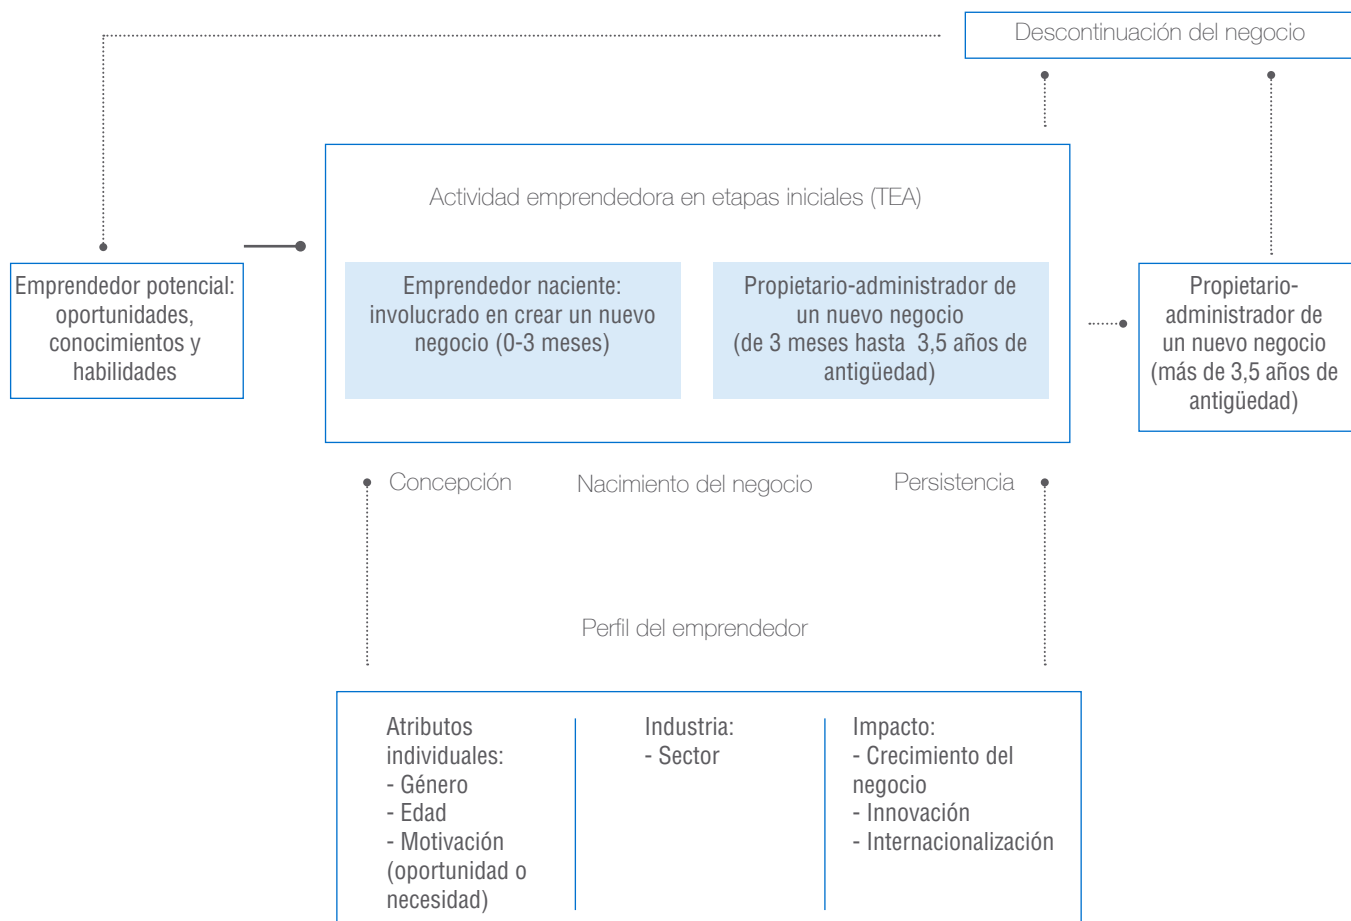 Descontinuación del negocio
Actividad emprendedora en etapas iniciales (TEA)
Emprendedor potencial:
oportunidades,
conocimientos y
habilidades
Emprendedor naciente:
involucrado en crear un nuevo
negocio (0-3 meses)
Propietario-administrador de
un nuevo negocio
(de 3 meses hasta 3,5 años de
antigüedad)
Propietario-
administrador de
un nuevo negocio
(más de 3,5 años de
antigüedad)
Concepción
Nacimiento del negocio
Persistencia
Perfil del emprendedor
Atributos
individuales:
- Género
- Edad
- Motivación
(oportunidad o
necesidad)
Industria:
- Sector
Impacto:
- Crecimiento del
negocio
- Innovación
- Internacionalización